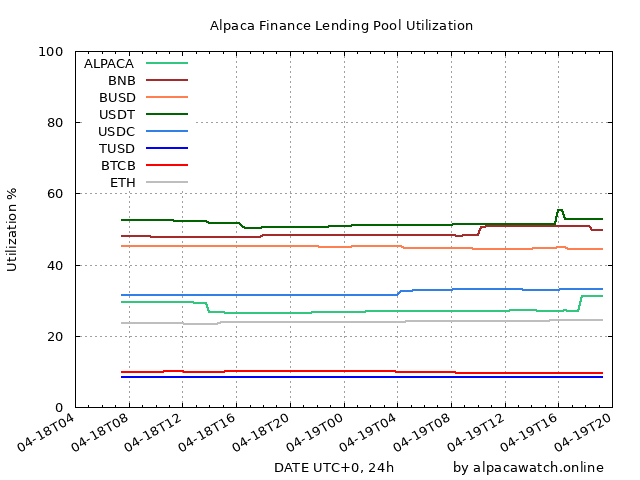 Alpaca Finance Lending Pool Utilization
100
80
60
40
20
0
Utilization %
ALPACA
BNB
BUSD
USDT
USDC
TUSD
BTCB
ETH
04-18T04
04-18T08
04-18T12
04-18T16
04-18T20
04-19T00
04-19T04
04-19T08
04-19T12
04-19T16
04-19T20
DATE UTC+0, 24h
by alpacawatch.online